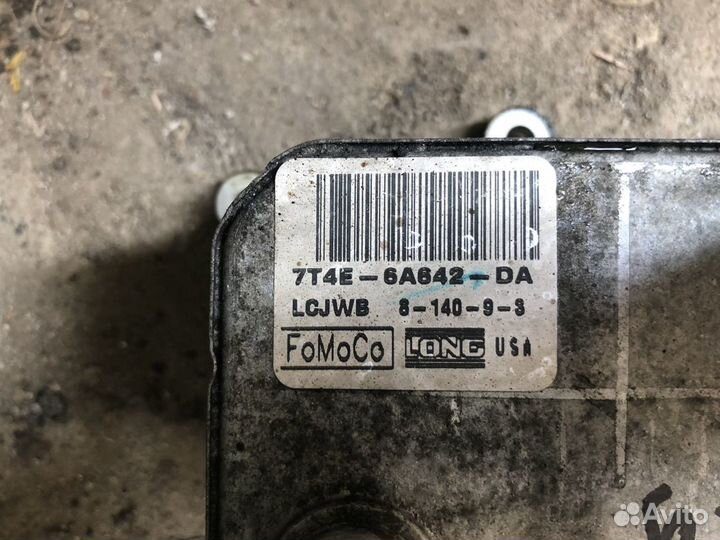 7T4E-6A642-DA
LCJWB 8-140-9-3
FoMoCo LONG USA
Avito